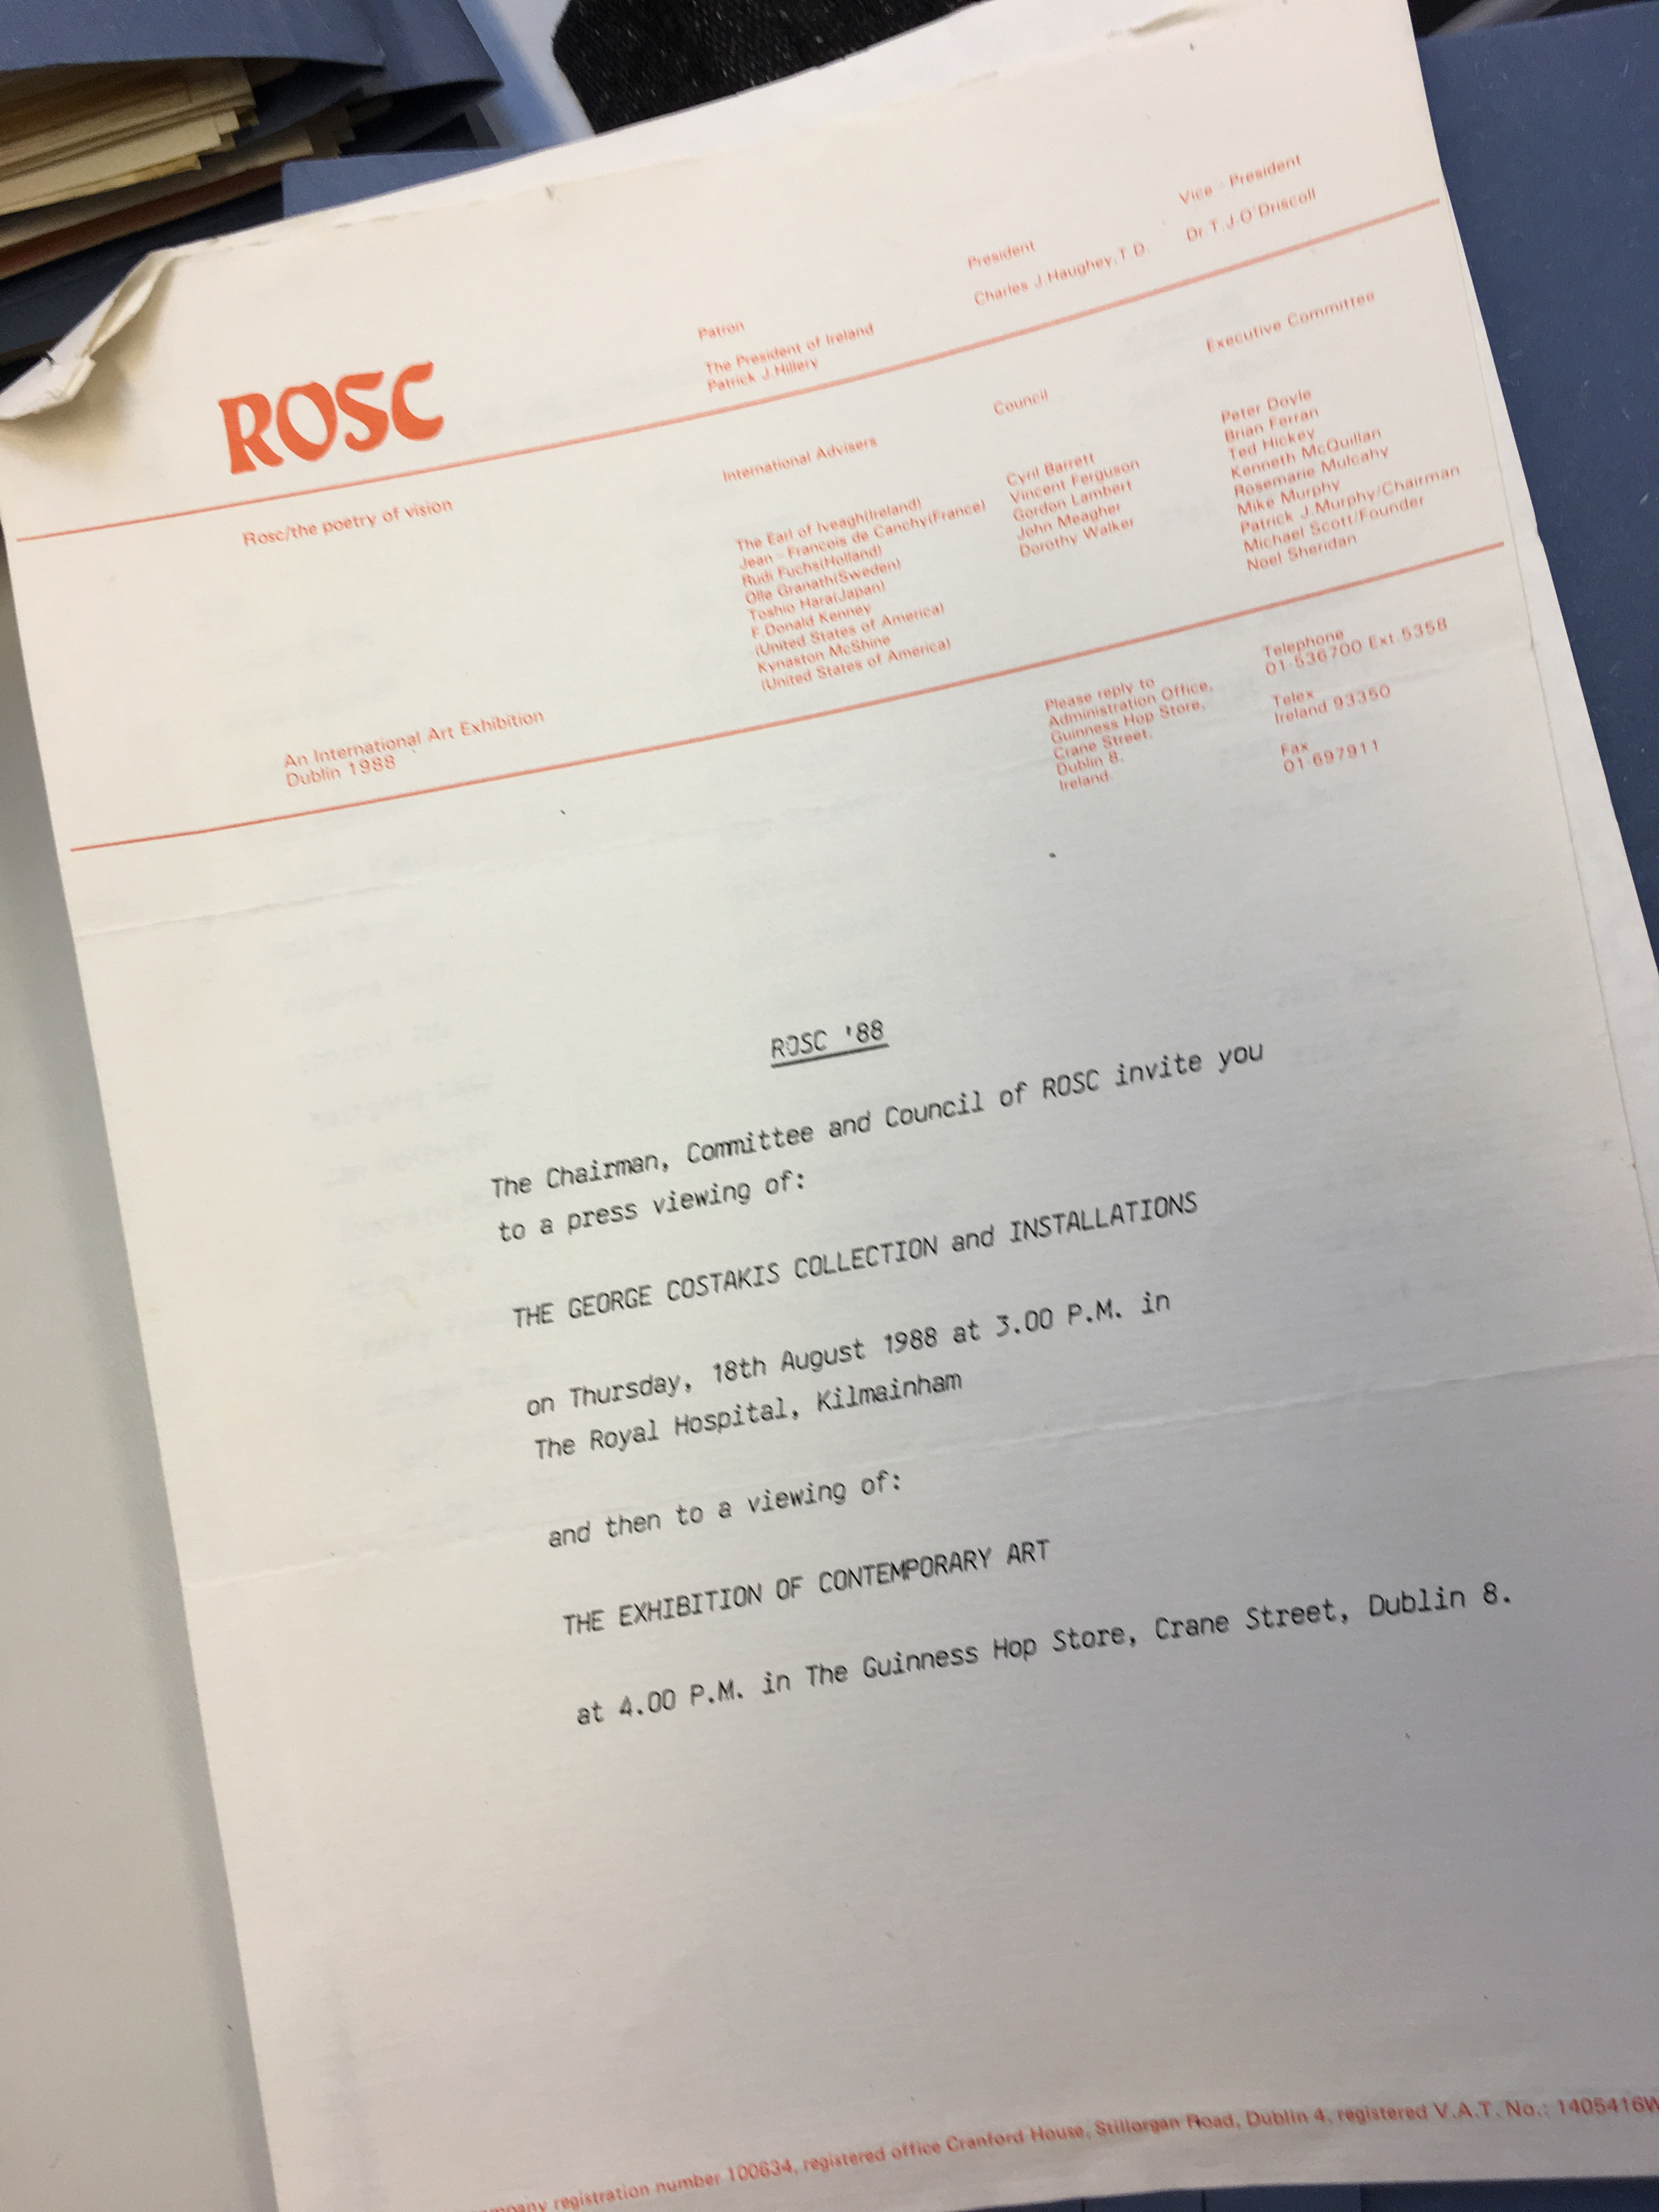 ROSC
Patron
The President of Ireland
Patrick J.Hillery
President
Charles J.Haughey,T D.
Vice - President
Dr.T.J.O'Driscoll
Rosc/the poetry of vision
International Advisers
The Earl of Iveagh(Ireland)
Jean - Francois de Canchy(France)
Rudi Fuchs(Holland)
Olle Granath(Sweden)
Toshio Hara(Japan)
F.Donald Kenney
(United States of America)
Kynaston McShine
(United States of America)
Council
Cyril Barrett
Vincent Ferguson
Gordon Lambert
John Meagher
Dorothy Walker
Executive Committee
Peter Doyle
Brian Ferran
Ted Hickey
Kenneth McQuillan
Rosemarie Mulcahy
Mike Murphy
Patrick J.Murphy/Chairman
Michael Scott/Founder
Noel Sheridan
An International Art Exhibition
Dublin 1988
Please reply to
Administration Office,
Guinness Hop Store,
Crane Street.
Dublin 8.
Ireland.
Telephone
01-536700 Ext.5358
Telex
Ireland 93350
Fax
01-697911
ROSC '88
The Chairman, Committee and Council of ROSC invite you
to a press viewing of:
THE GEORGE COSTAKIS COLLECTION and INSTALLATIONS
on Thursday, 18th August 1988 at 3.00 P.M. in
The Royal Hospital, Kilmainham
and then to a viewing of:
THE EXHIBITION OF CONTEMPORARY ART
at 4.00 P.M. in The Guinness Hop Store, Crane Street, Dublin 8.
registration number 100634, registered office Cranford House, Stillorgan Road, Dublin 4, registered V.A.T. No.: 1405416W